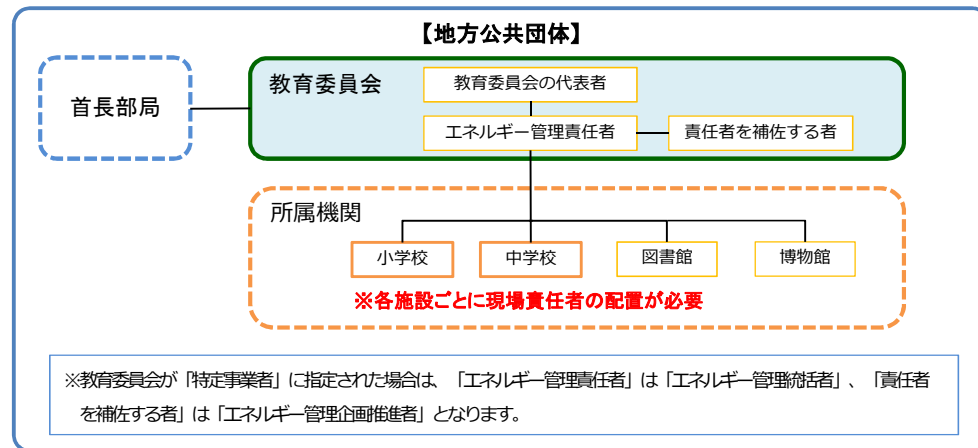 【地方公共団体】
首長部局
教育委員会
教育委員会の代表者
エネルギー管理責任者
責任者を補佐する者
所属機関
小学校
中学校
図書館
博物館
※各施設ごとに現場責任者の配置が必要
※教育委員会が「特定事業者」に指定された場合は、「エネルギー管理責任者」は「エネルギー管理統括者」、「責任者
を補佐する者」は「エネルギー管理企画推進者」となります。